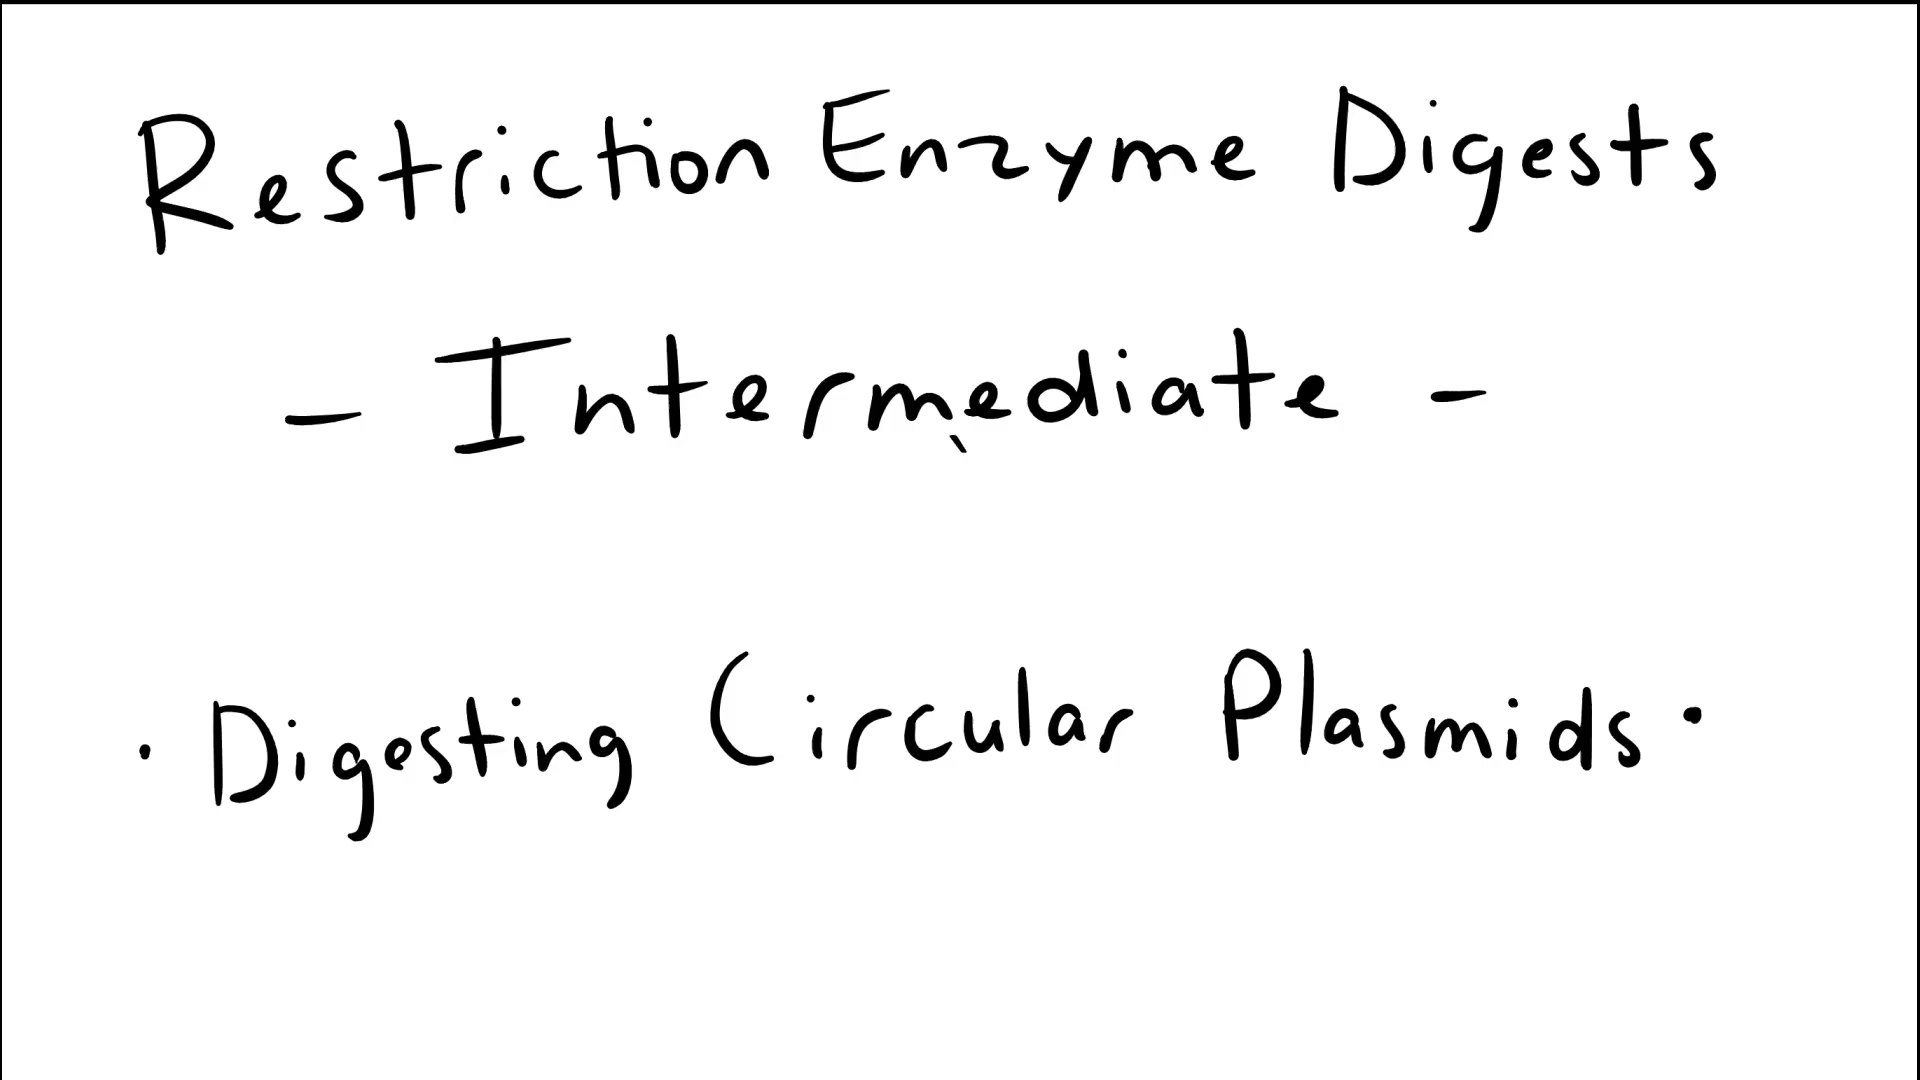 Restriction Enzyme Digests
- Intermediate -
· Digesting Circular Plasmids ·